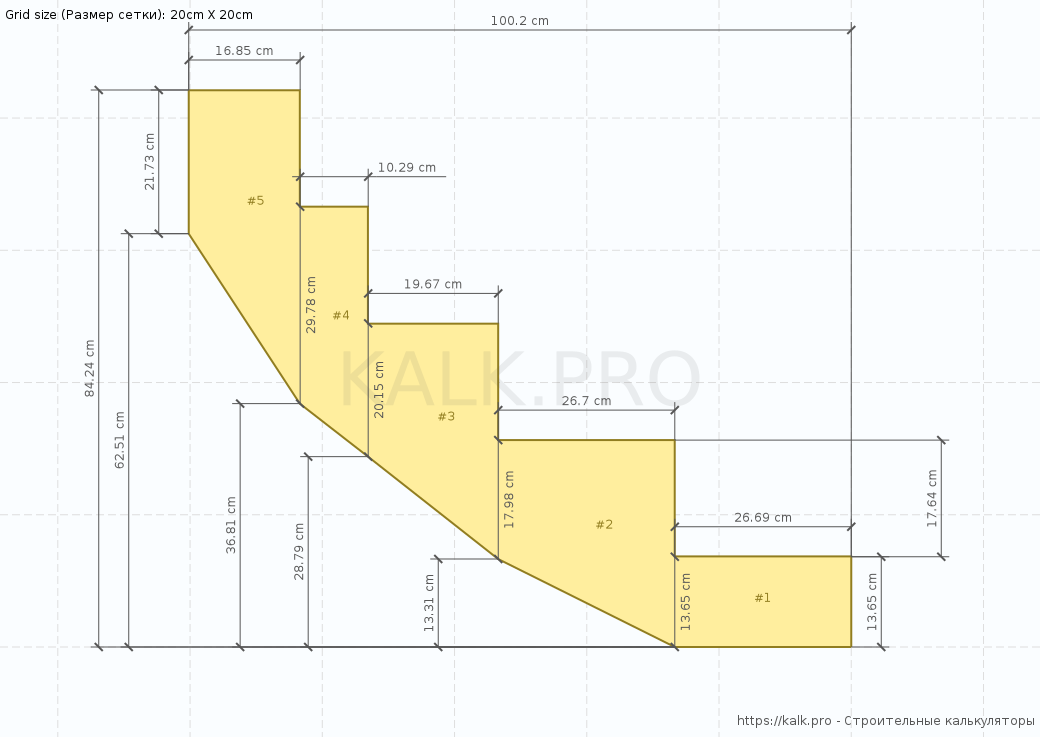 Grid size (Размер сетки): 20cm X 20cm
100.2 cm
16.85 cm
21.73 cm
10.29 cm
#5
29.78 cm
#4
19.67 cm
84.24 cm
20.15 cm
KALK.PRO
26.7 cm
#3
62.51 cm
17.98 cm
17.64 cm
36.81 cm
#2
26.69 cm
28.79 cm
13.31 cm
13.65 cm
#1
13.65 cm
https://kalk.pro - Строительные калькуляторы